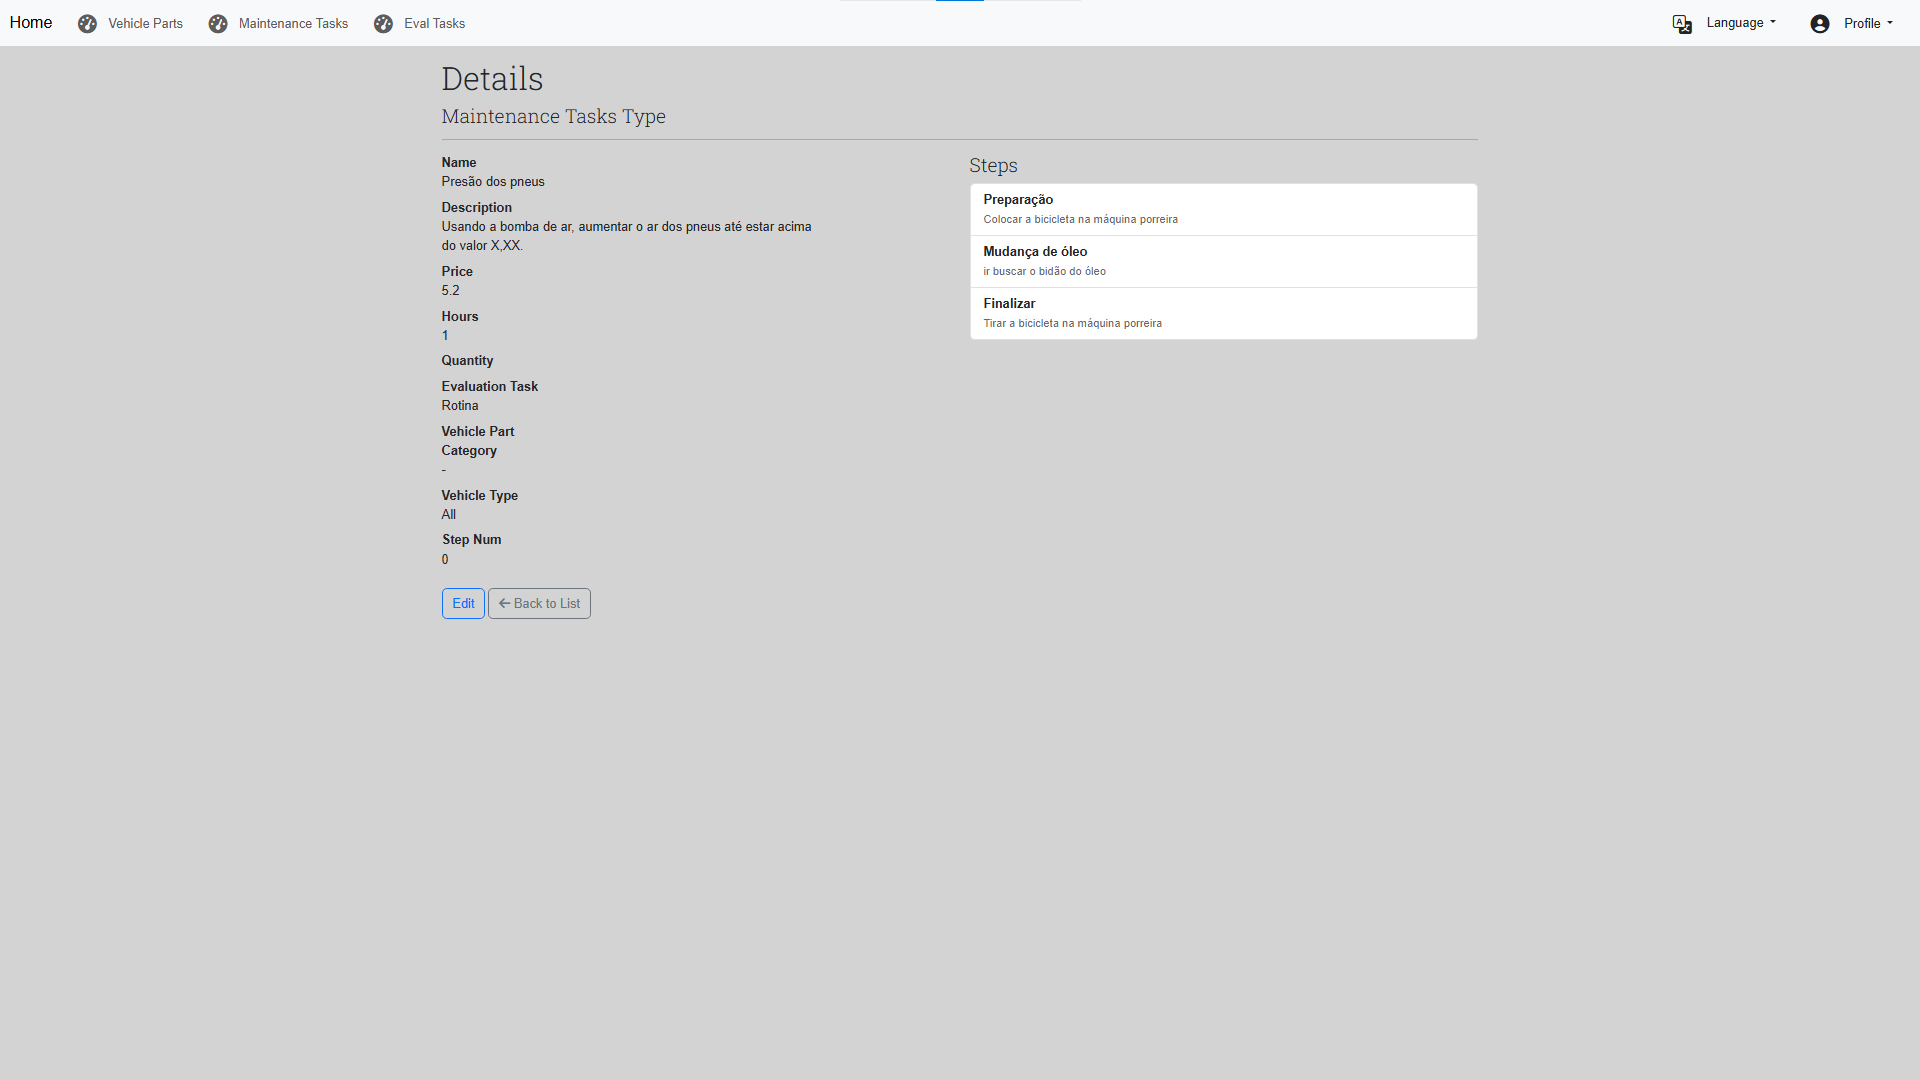 Home Vehicle Parts Maintenance Tasks Eval Tasks Language Profile
Details
Maintenance Tasks Type
Name
Presão dos pneus
Description
Usando a bomba de ar, aumentar o ar dos pneus até estar acima
do valor X,XX.
Price
5.2
Hours
1
Quantity
Evaluation Task
Rotina
Vehicle Part
Category
-
Vehicle Type
All
Step Num
0
Edit Back to List
Steps
Preparação
Colocar a bicicleta na máquina porreira
Mudança de óleo
ir buscar o bidão do óleo
Finalizar
Tirar a bicicleta na máquina porreira